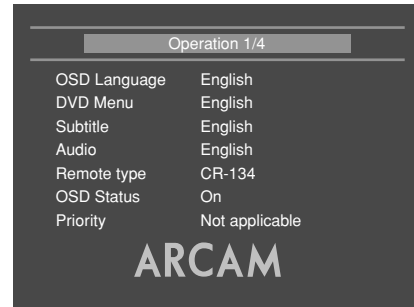 Operation 1/4
OSD Language English
DVD Menu English
Subtitle English
Audio English
Remote type CR-134
OSD Status On
Priority Not applicable
ARCAM